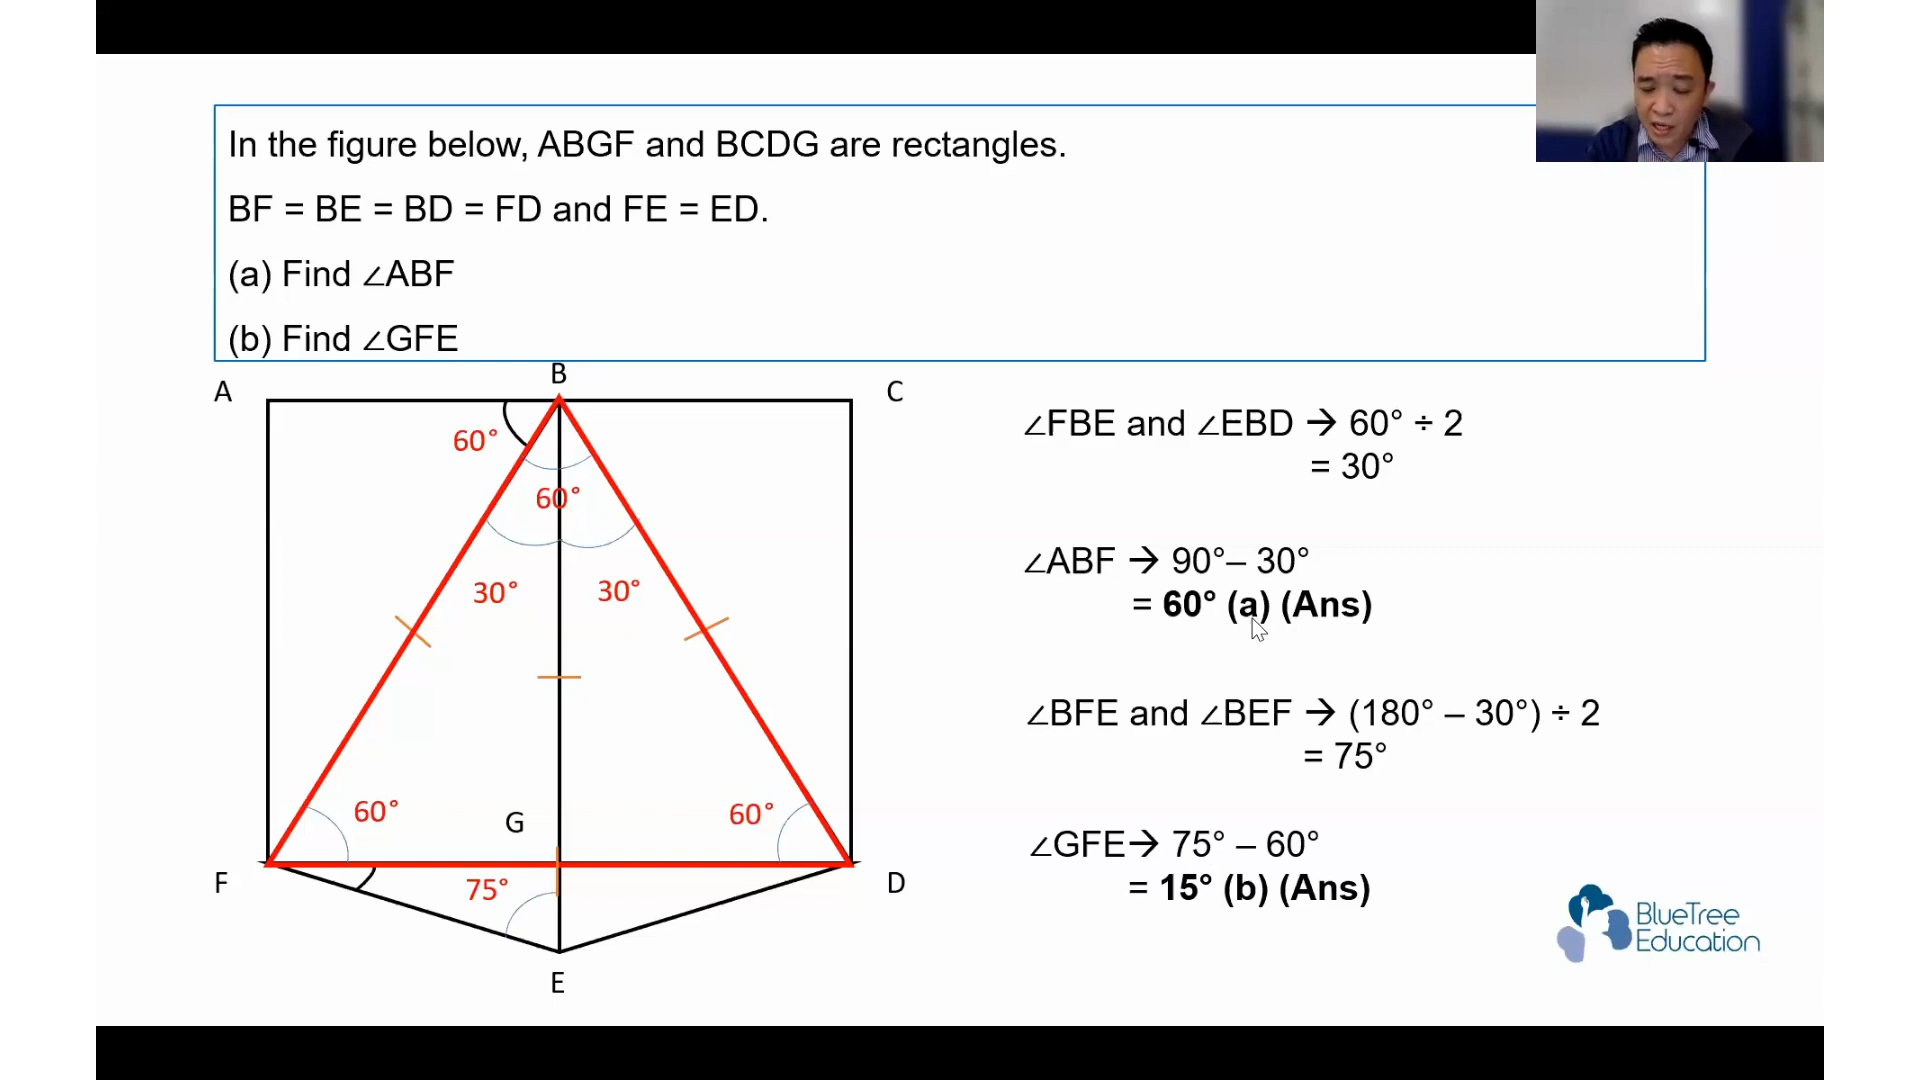 In the figure below, ABGF and BCDG are rectangles.
BF = BE = BD = FD and FE = ED.
(a) Find ∠ABF
(b) Find ∠GFE
B
A
C
60°
60°
30°
30°
60°
60°
G
F
D
75°
E
∠FBE and ∠EBD → 60° ÷ 2
= 30°
∠ABF → 90°– 30°
= 60° (a) (Ans)
∠BFE and ∠BEF → (180° – 30°) ÷ 2
= 75°
∠GFE→ 75° – 60°
= 15° (b) (Ans)
BlueTree
Education